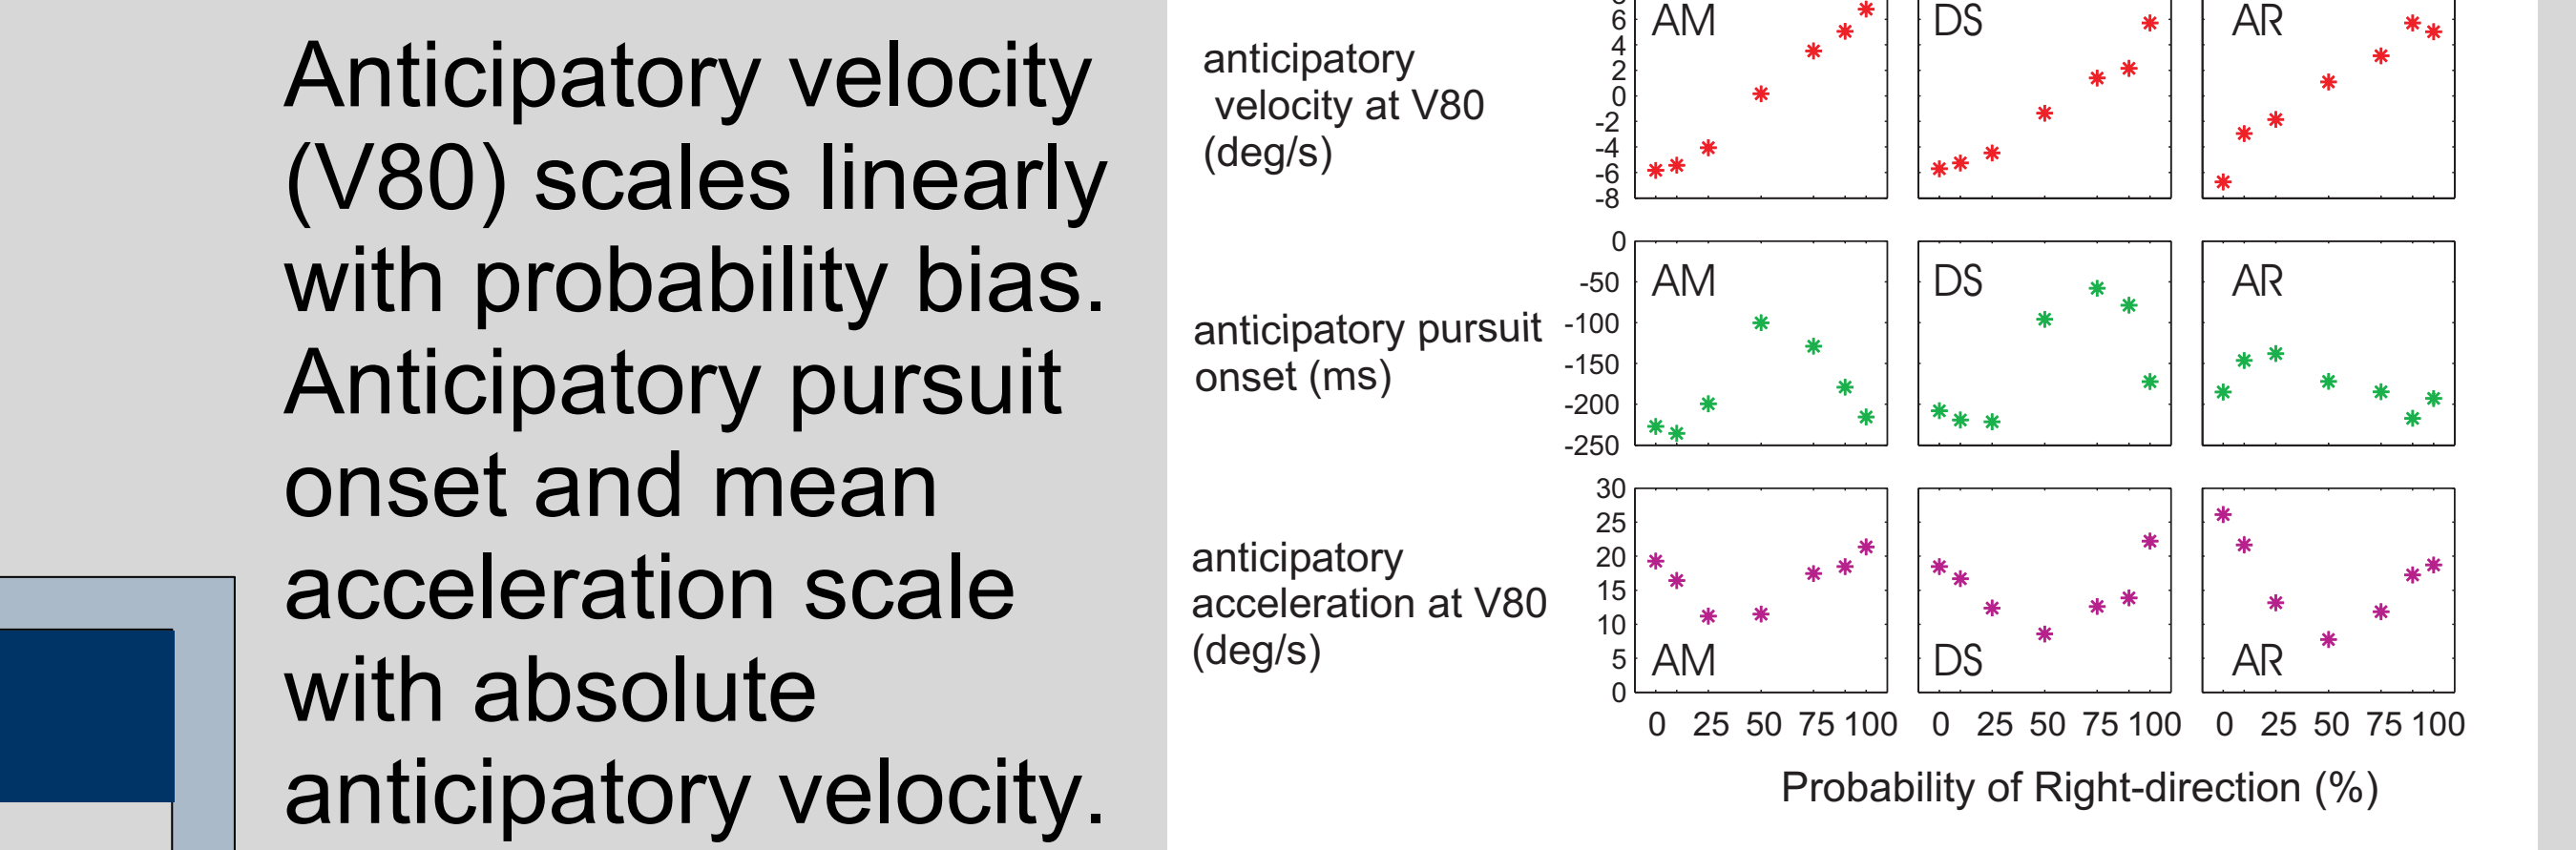 Anticipatory velocity
(V80) scales linearly
with probability bias.
Anticipatory pursuit
onset and mean
acceleration scale
with absolute
anticipatory velocity.
anticipatory
velocity at V80
(deg/s)
6
4
2
0
-2
-4
-6
-8
AM
DS
AR
anticipatory pursuit
onset (ms)
0
-50
-100
-150
-200
-250
AM
DS
AR
anticipatory
acceleration at V80
(deg/s)
30
25
20
15
10
5
0
AM
DS
AR
0 25 50 75 100
0 25 50 75 100
0 25 50 75 100
Probability of Right-direction (%)